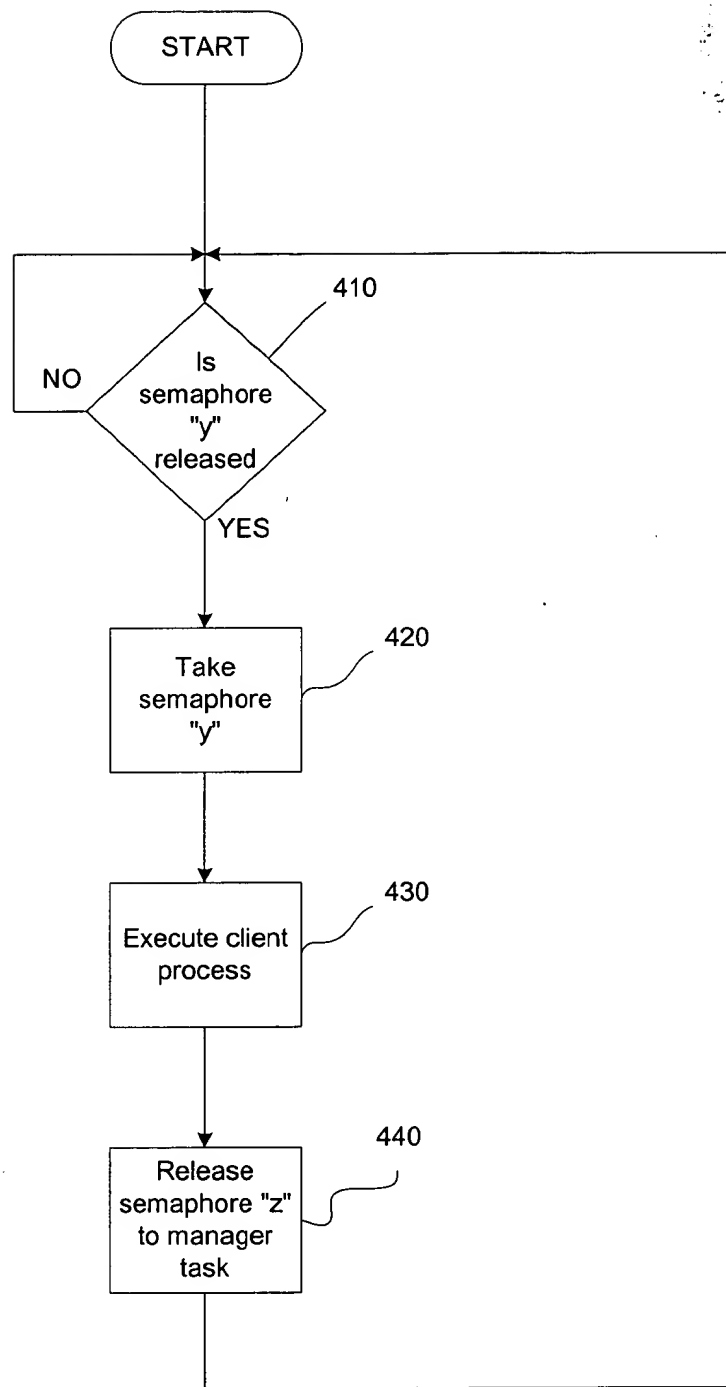 START
410
Is
semaphore
"y"
released
NO
YES
420
Take
semaphore
"y"
430
Execute client
process
440
Release
semaphore "z"
to manager
task